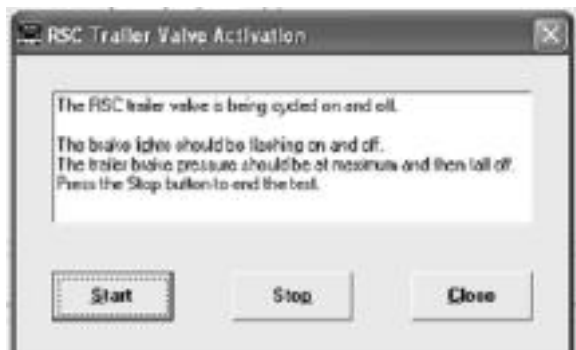 RSC Trailer Valve Activation
The RSC trailer valve is being cycled on and off.
The brake lights should be flashing on and off.
The trailer brake pressure should be at maximum and then fall off.
Press the Stop button to end the test.
Start
Stop
Close